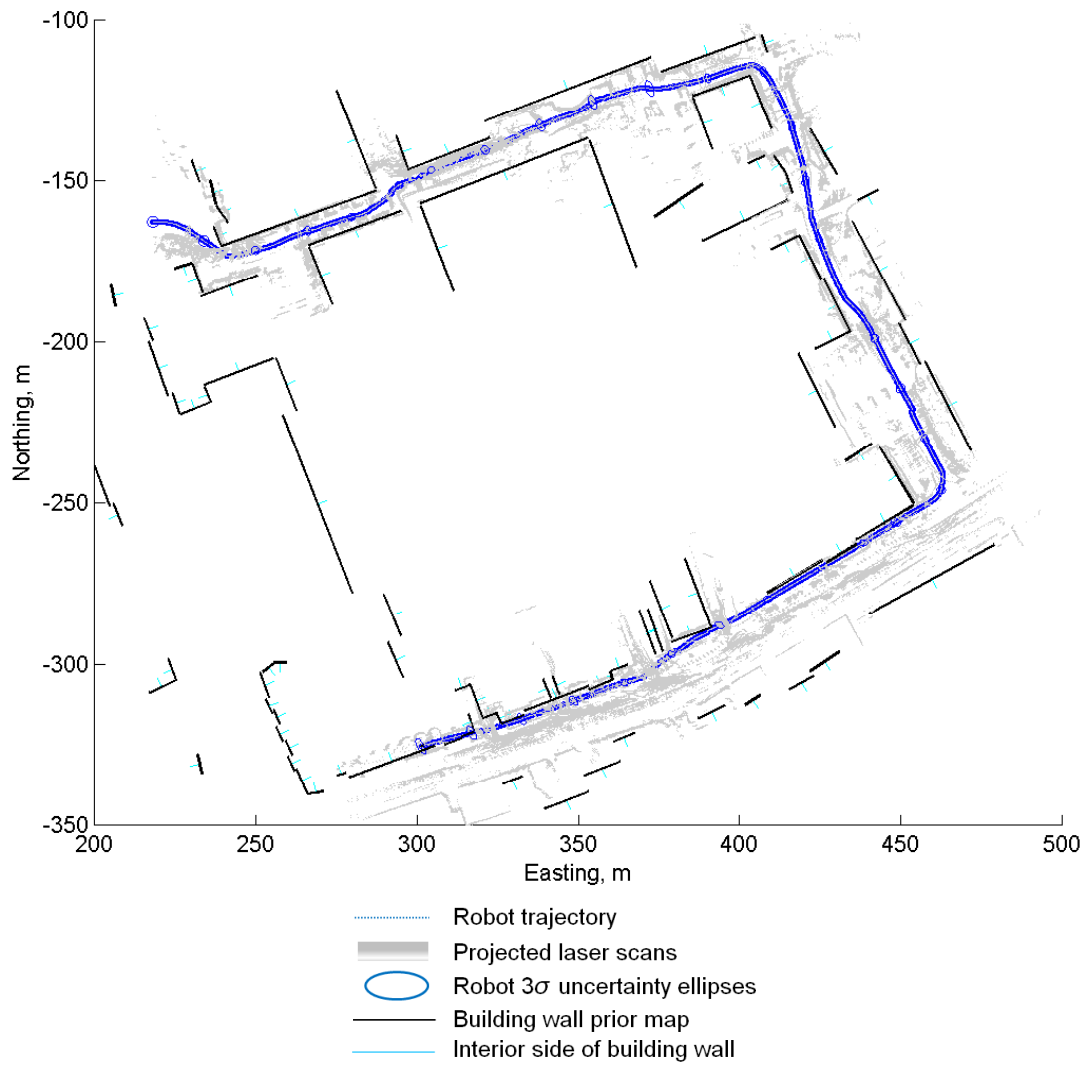 -100
-150
-200
-250
-300
-350
Northing, m
200 250 300 350 400 450 500
Easting, m
Robot trajectory
Projected laser scans
Robot 3σ uncertainty ellipses
Building wall prior map
Interior side of building wall